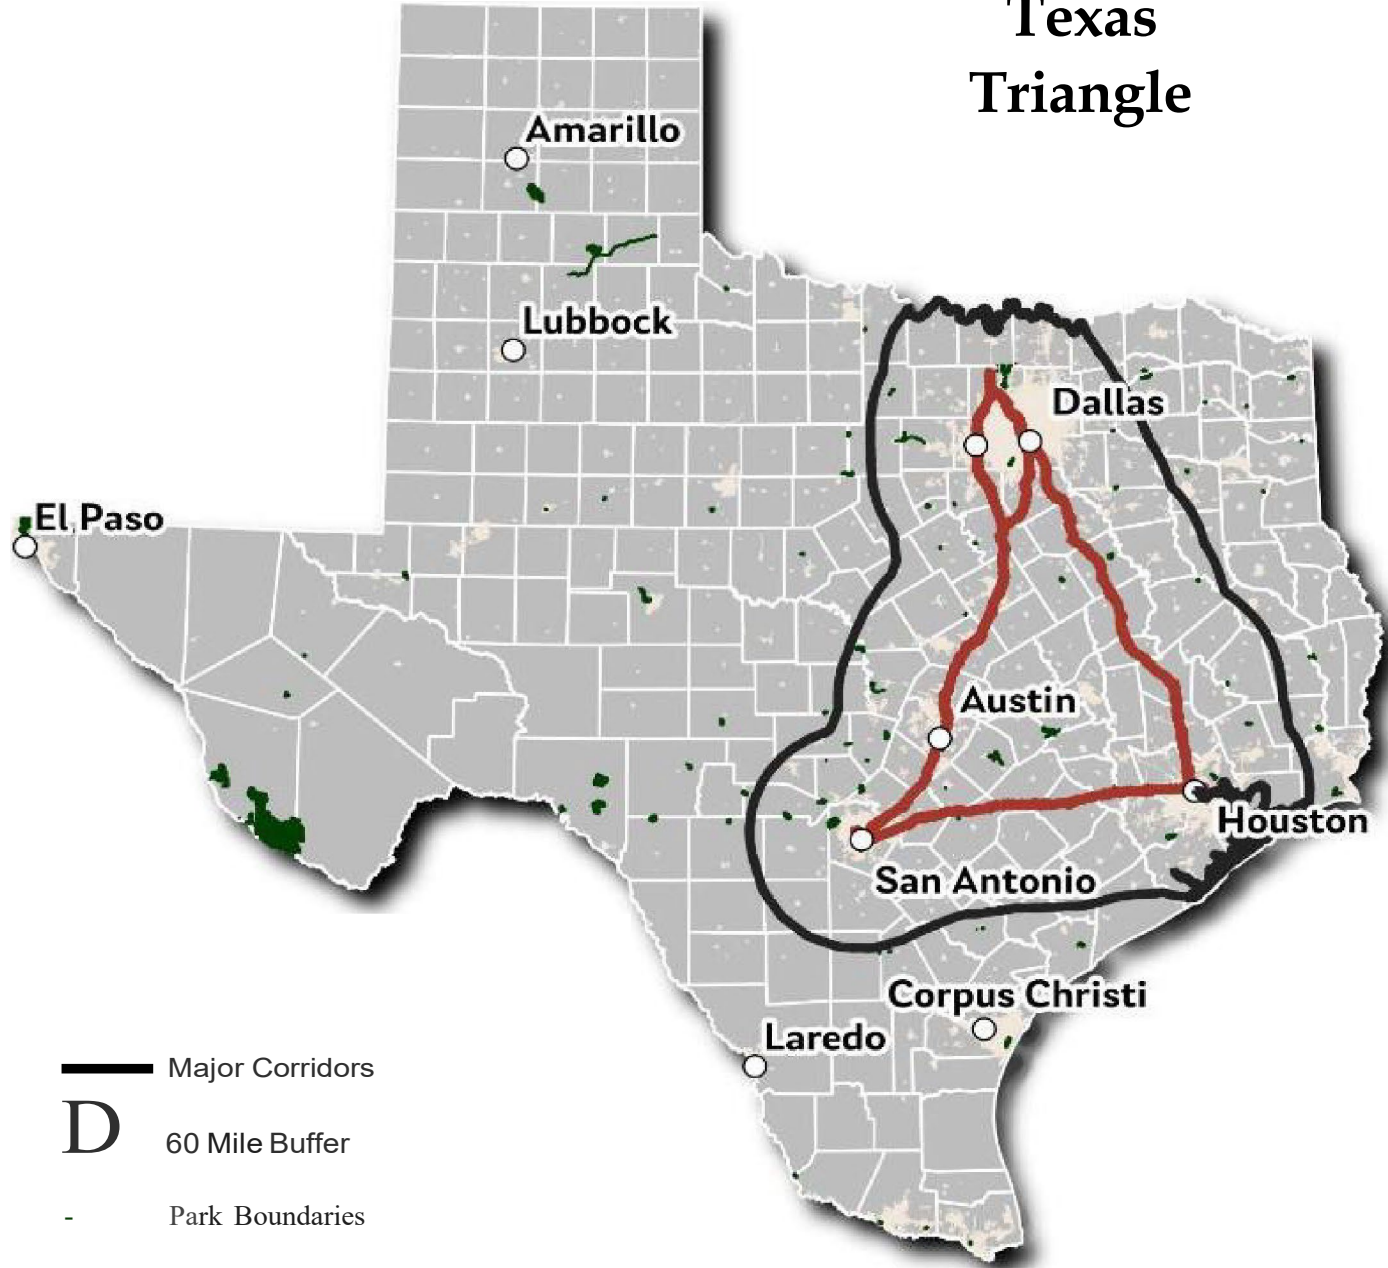 Texas
Triangle
Amarillo
Lubbock
Dallas
El Paso
Austin
Houston
San Antonio
Corpus Christi
Laredo
Major Corridors
D 60 Mile Buffer
- Park Boundaries